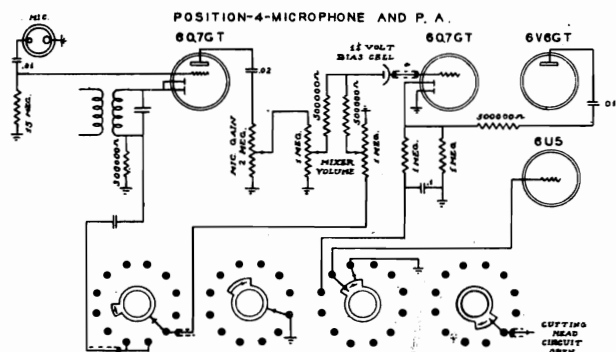 POSITION-4-MICROPHONE AND P. A.
MIC.
6Q7GT
1½ VOLT
BIAS CELL
6Q7GT
6V6GT
.01
.02
15 MEG.
500000Ω
MIC GAIN
2 MEG.
1 MEG.
MIXER
VOLUME
500000Ω
500000Ω
1 MEG.
1 MEG.
.1
1 MEG.
500000Ω
6U5
CUTTING
HEAD
CIRCUIT
OPEN